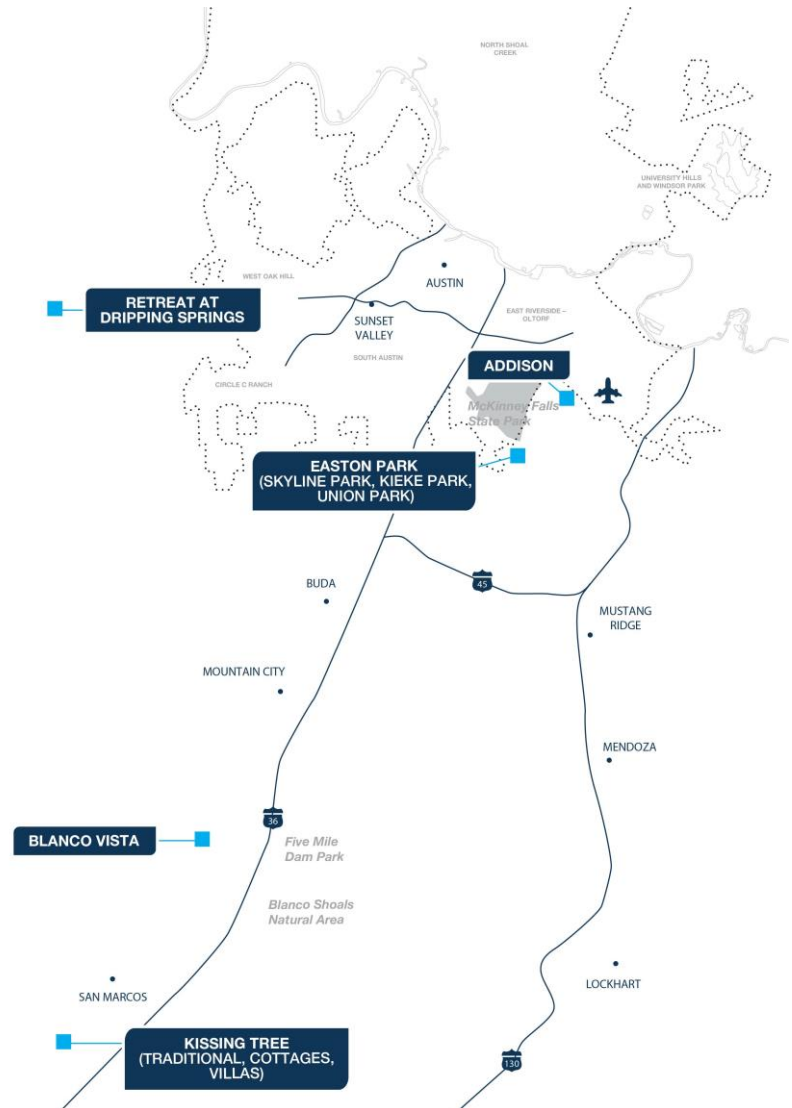 NORTH SHOAL
CREEK
UNIVERSITY HILLS
AND WINDSOR PARK
WEST OAK HILL
AUSTIN
RETREAT AT
DRIPPING SPRINGS
SUNSET
VALLEY
EAST RIVERSIDE –
OLTORF
SOUTH AUSTIN
ADDISON
CIRCLE C RANCH
McKinney Falls
State Park
EASTON PARK
(SKYLINE PARK, KIEKE PARK,
UNION PARK)
BUDA
45
MUSTANG
RIDGE
MOUNTAIN CITY
MENDOZA
36
BLANCO VISTA
Five Mile
Dam Park
Blanco Shoals
Natural Area
SAN MARCOS
LOCKHART
KISSING TREE
(TRADITIONAL, COTTAGES,
VILLAS)
130